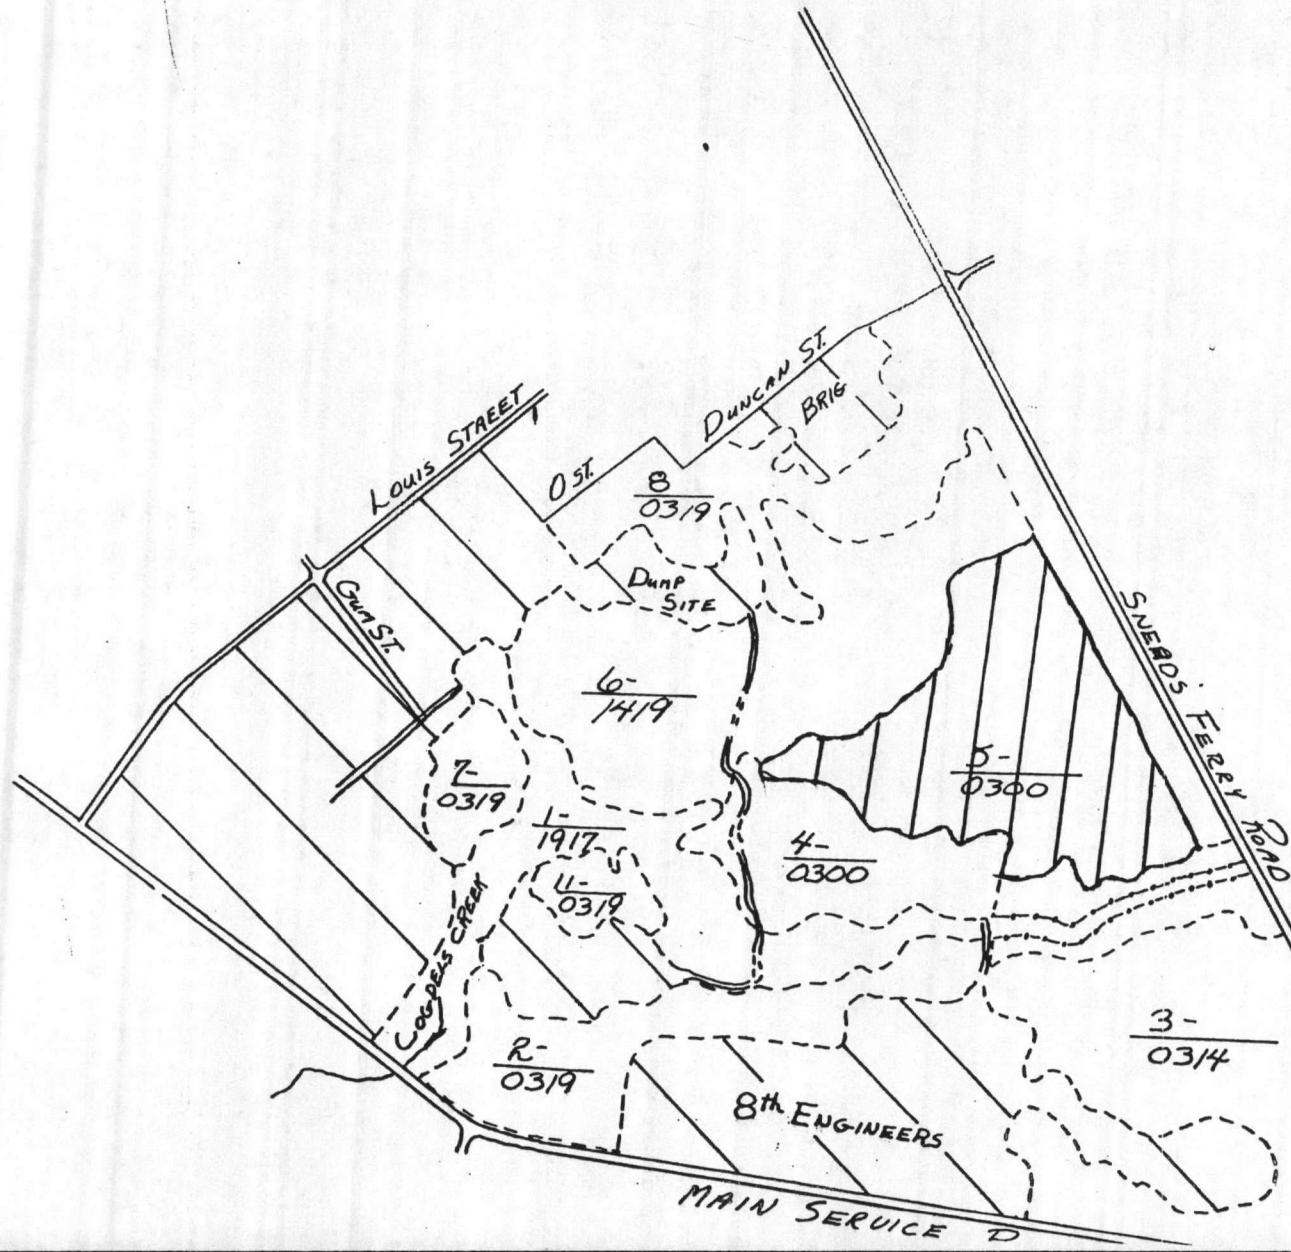 DUNCAN ST.
BRIG
LOUIS STREET
O ST.
8
0319
GUM ST.
DUMP
SITE
SNEADS FERRY ROAD
6-
1419
7-
0319
5-
0300
1-
1917
4-
0300
11-
0319
COGDELS CREEK
3-
0314
2-
0319
8th ENGINEERS
MAIN SERVICE D